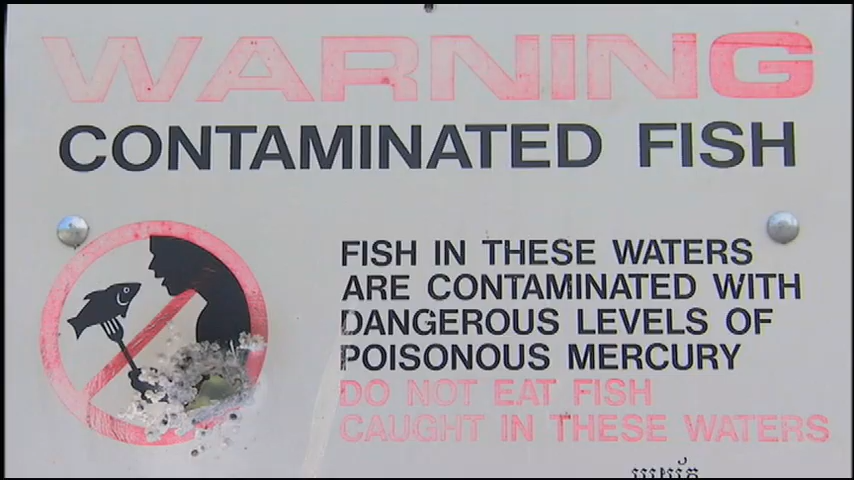 WARNING
CONTAMINATED FISH
FISH IN THESE WATERS
ARE CONTAMINATED WITH
DANGEROUS LEVELS OF
POISONOUS MERCURY
DO NOT EAT FISH
CAUGHT IN THESE WATERS